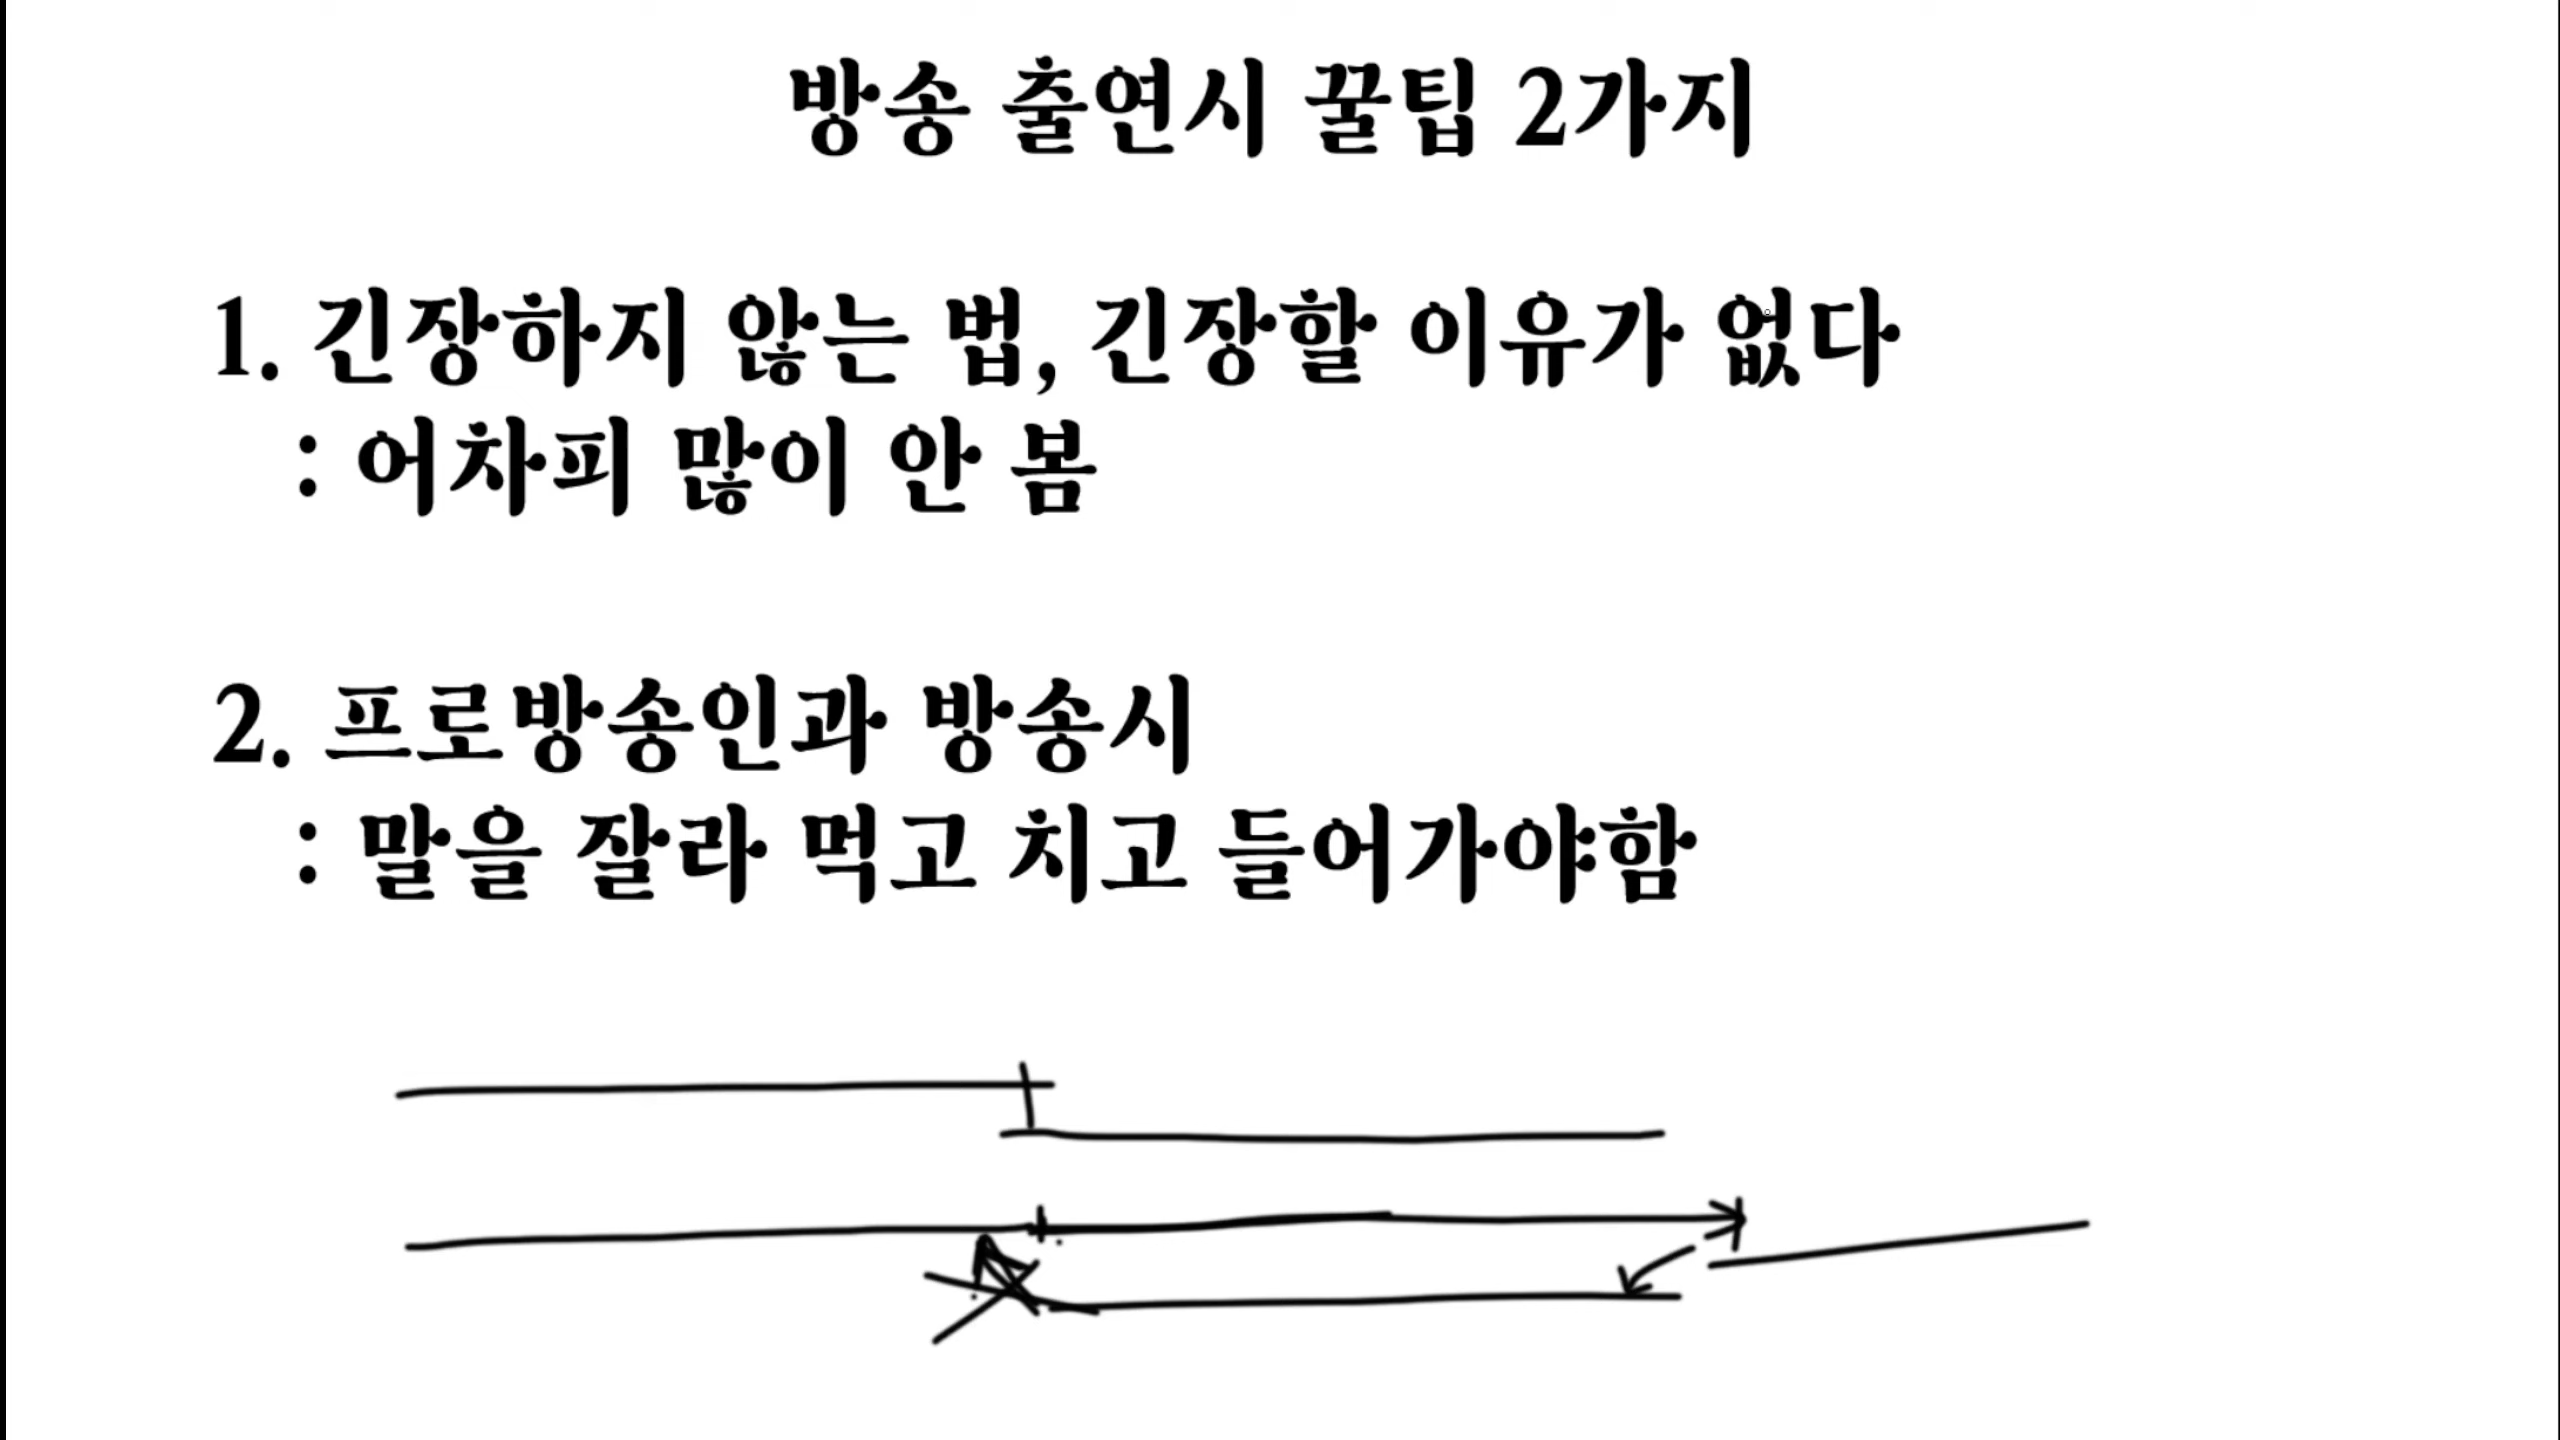 방송 출연시 꿀팁 2가지
1. 긴장하지 않는 법, 긴장할 이유가 없다
: 어차피 많이 안 봄
2. 프로방송인과 방송시
: 말을 잘라 먹고 치고 들어가야함